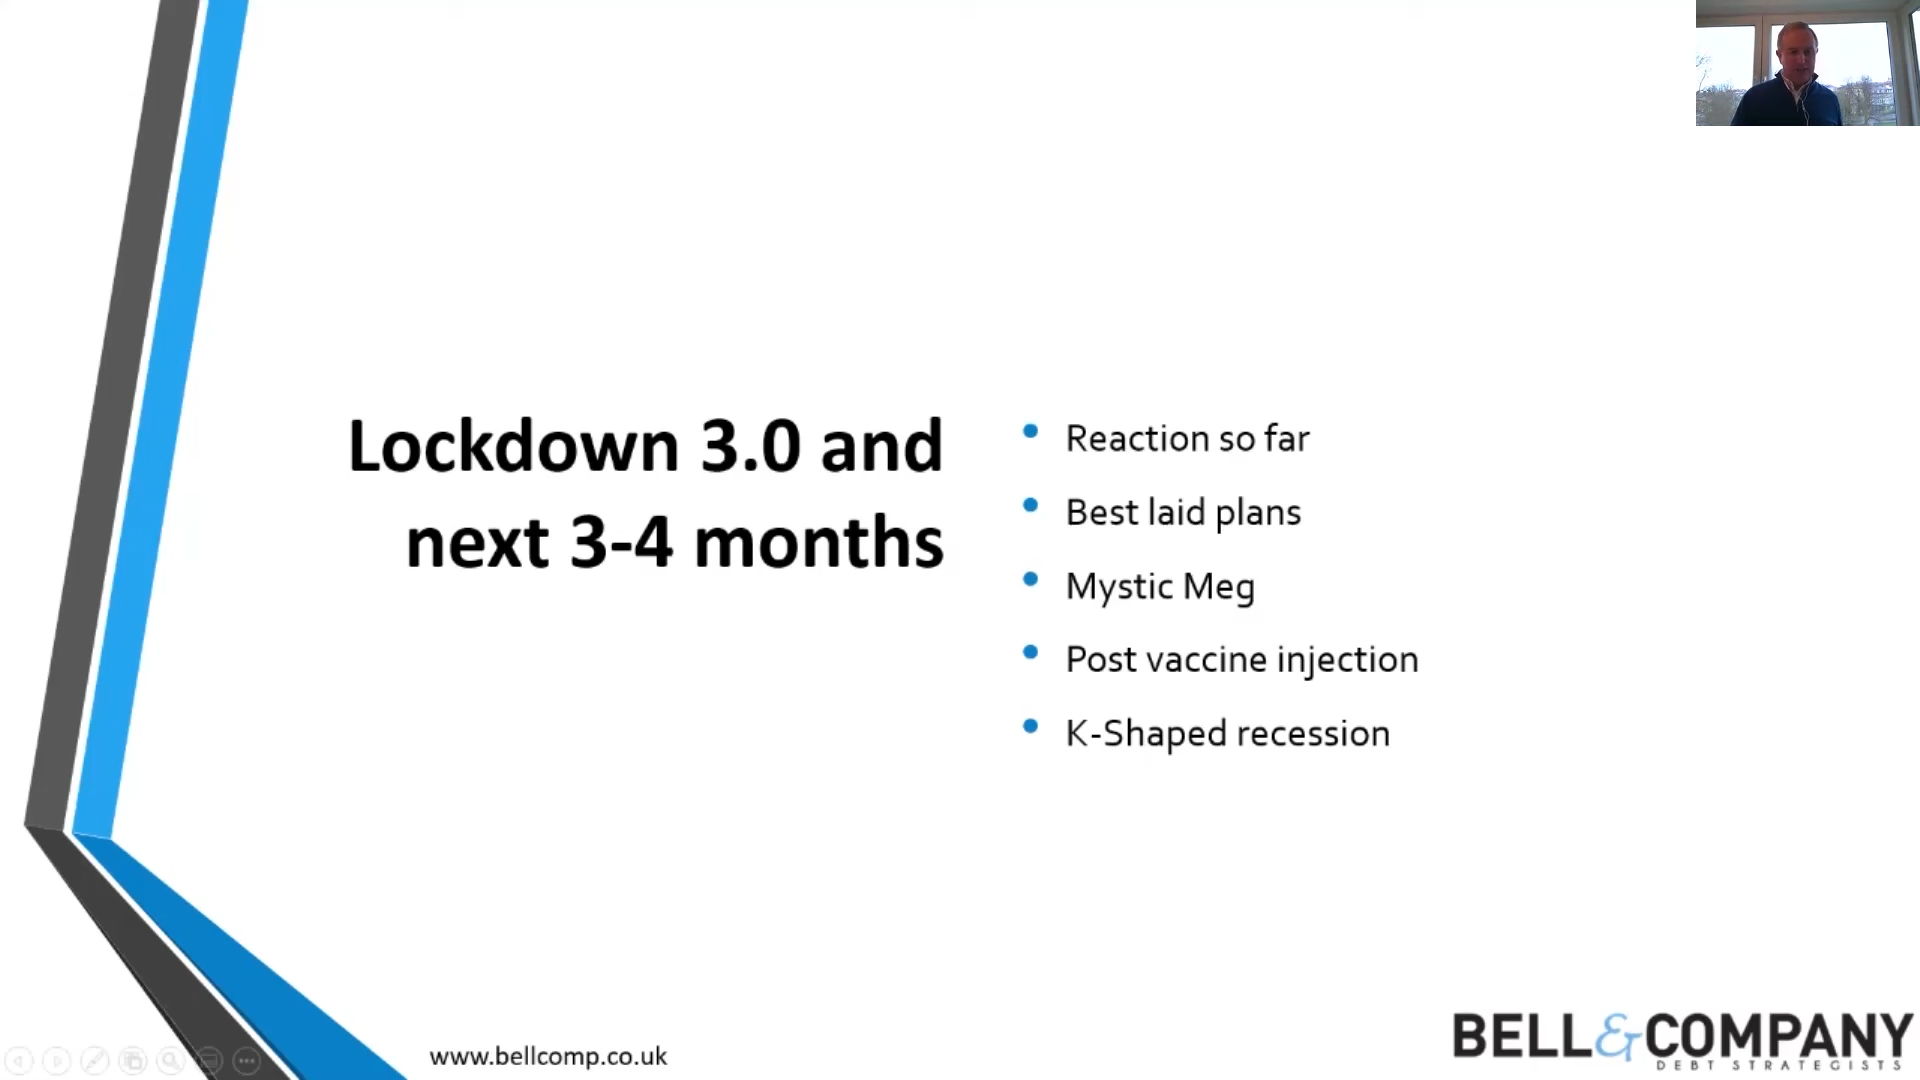 Lockdown 3.0 and
next 3-4 months
Reaction so far
Best laid plans
Mystic Meg
Post vaccine injection
K-Shaped recession
www.bellcomp.co.uk
BELL & COMPANY
DEBT STRATEGISTS